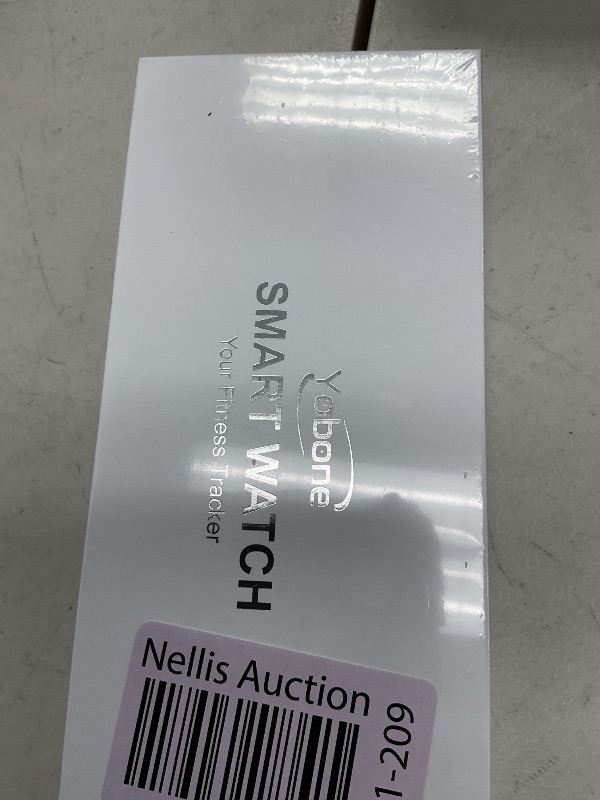 Yobone
SMART WATCH
Your Fitness Tracker
Nellis Auction
1-209